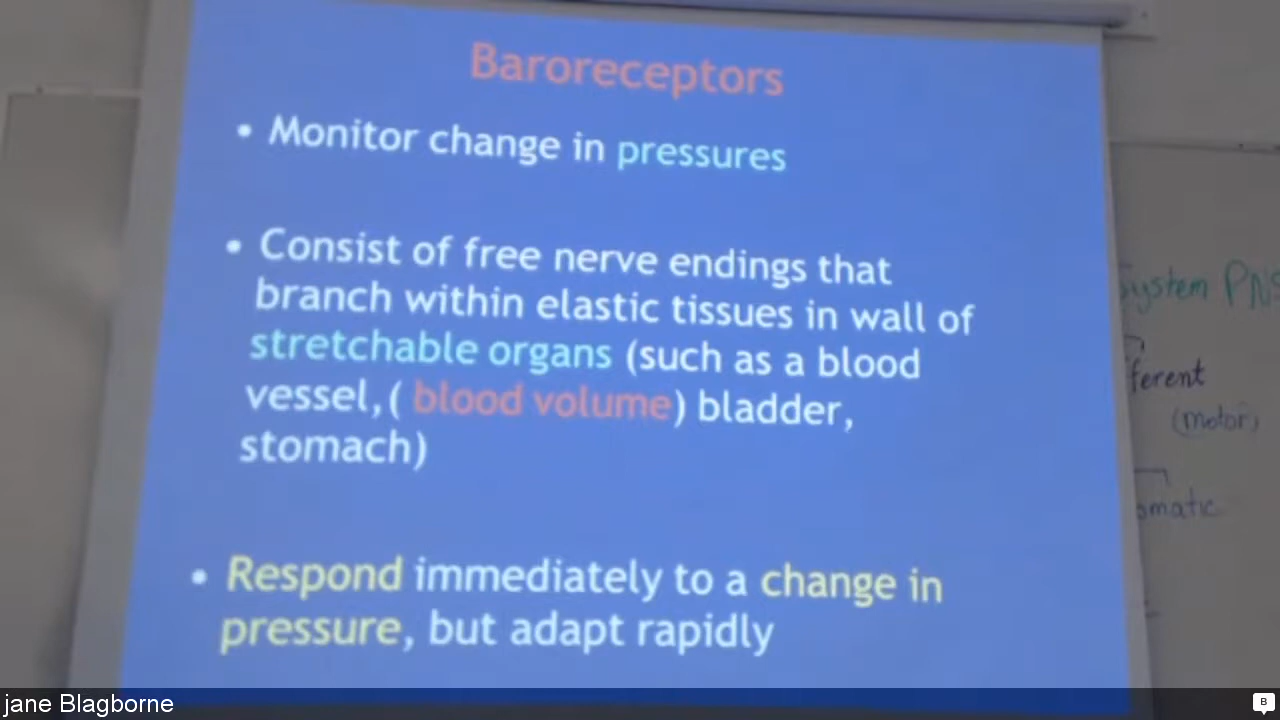 Baroreceptors
• Monitor change in pressures
• Consist of free nerve endings that
branch within elastic tissues in wall of
stretchable organs (such as a blood
vessel,( blood volume) bladder,
stomach)
• Respond immediately to a change in
pressure, but adapt rapidly
system PNS
ferent
(motor)
omatic
jane Blagborne
B